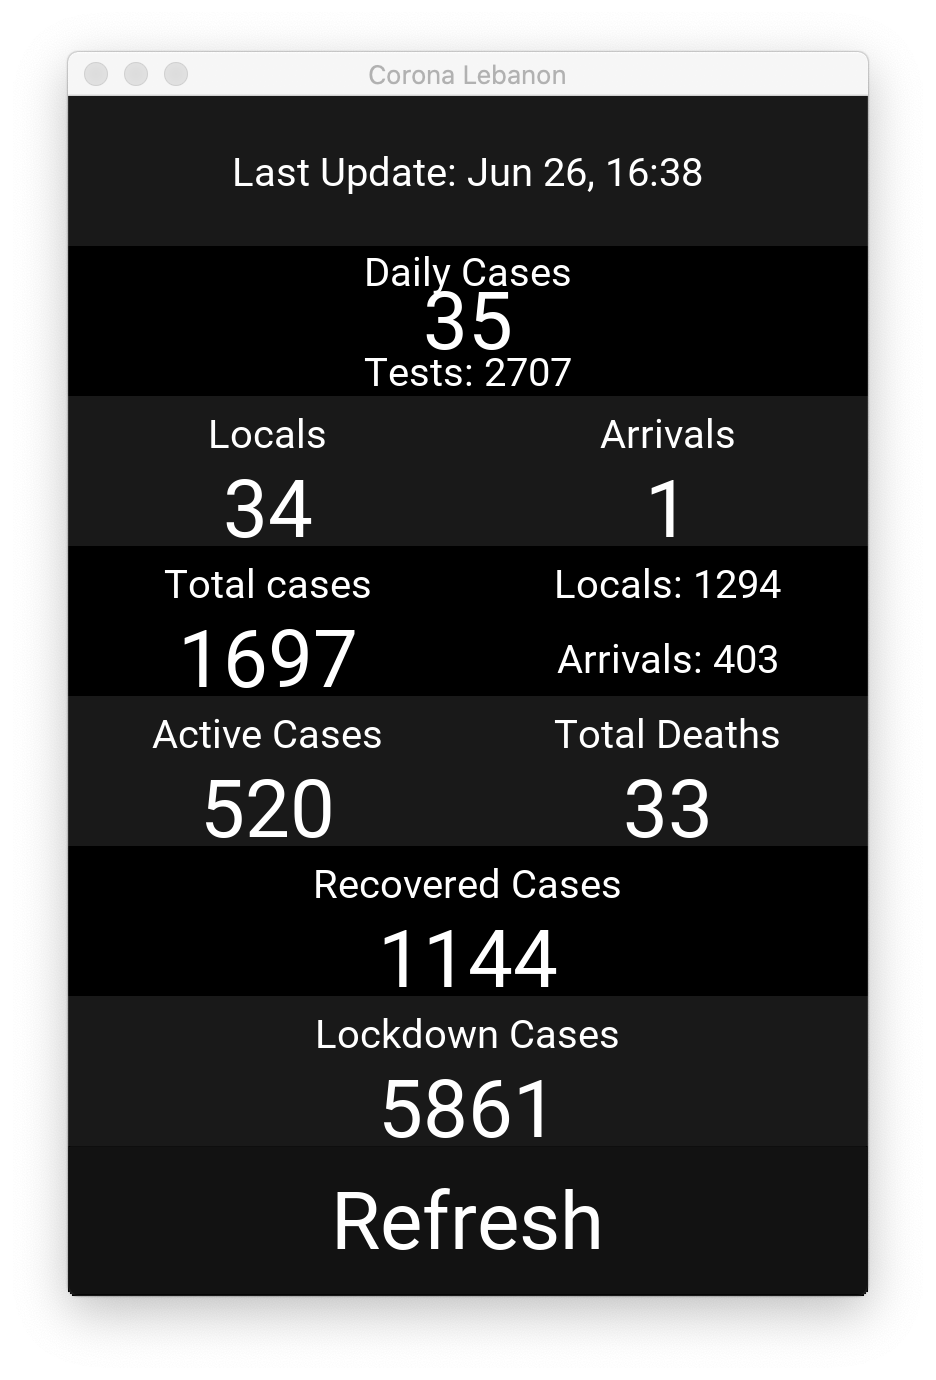 Corona Lebanon
Last Update: Jun 26, 16:38
Daily Cases
35
Tests: 2707
Locals
34
Arrivals
1
Total cases
1697
Locals: 1294
Arrivals: 403
Active Cases
520
Total Deaths
33
Recovered Cases
1144
Lockdown Cases
5861
Refresh